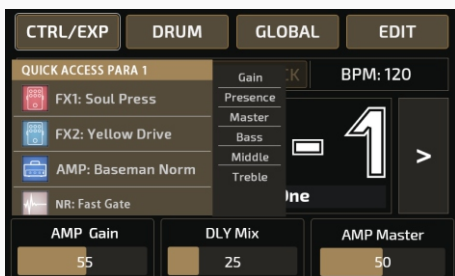 CTRL/EXP
DRUM
GLOBAL
EDIT
QUICK ACCESS PARA 1
BPM: 120
FX1: Soul Press
FX2: Yellow Drive
AMP: Baseman Norm
NR: Fast Gate
Gain
Presence
Master
Bass
Middle
Treble
-1
>
AMP Gain
55
DLY Mix
25
AMP Master
50